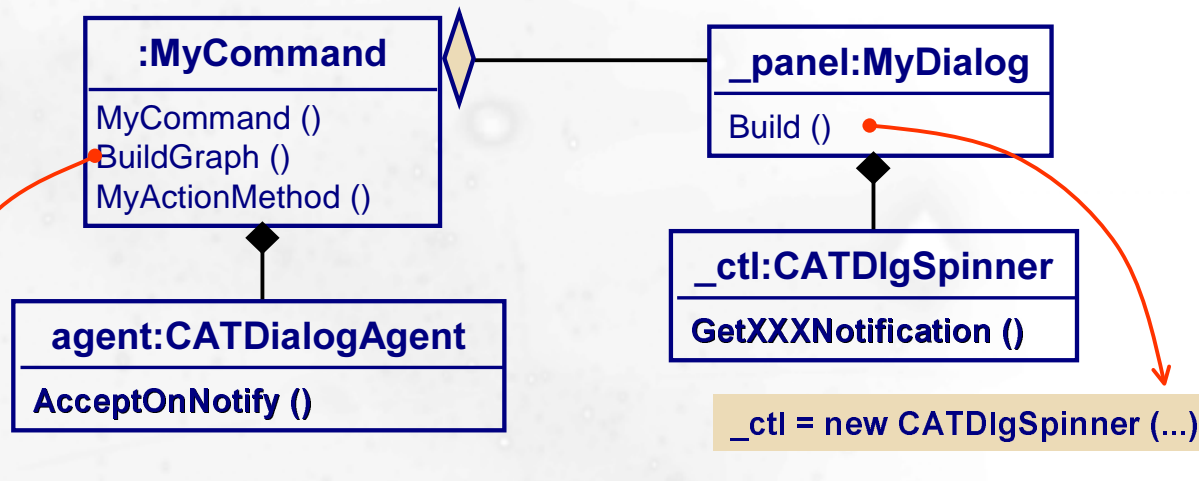 :MyCommand
MyCommand ()
BuildGraph ()
MyActionMethod ()
_panel:MyDialog
Build ()
agent:CATDialogAgent
AcceptOnNotify ()
_ctl:CATDlgSpinner
GetXXXNotification ()
_ctl = new CATDlgSpinner (...)